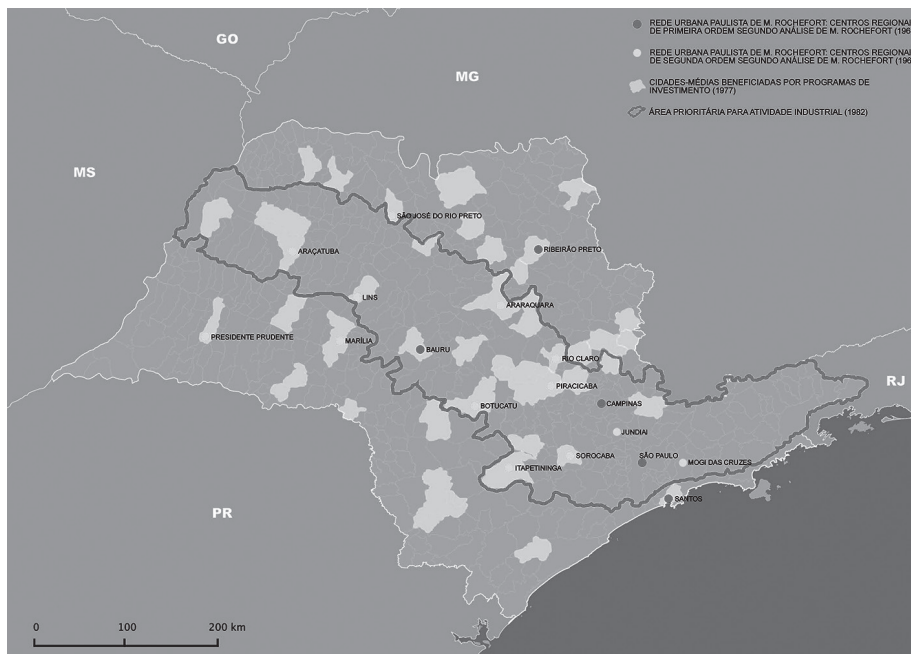 REDE URBANA PAULISTA DE M. ROCHEFORT: CENTROS REGIONAI
DE PRIMEIRA ORDEM SEGUNDO ANÁLISE DE M. ROCHEFORT (196
REDE URBANA PAULISTA DE M. ROCHEFORT: CENTROS REGIONAI
DE SEGUNDA ORDEM SEGUNDO ANÁLISE DE M. ROCHEFORT (196
CIDADES-MÉDIAS BENEFICIADAS POR PROGRAMAS DE
INVESTIMENTO (1977)
ÁREA PRIORITÁRIA PARA ATIVIDADE INDUSTRIAL (1982)
GO
MG
MS
SÃO JOSÉ DO RIO PRETO
RIBEIRÃO PRETO
ARAÇATUBA
LINS
ARARAQUARA
PRESIDENTE PRUDENTE
MARÍLIA
BAURU
RIO CLARO
PIRACICABA
RJ
BOTUCATU
CAMPINAS
JUNDIAI
SOROCABA
SÃO PAULO
MOGI DAS CRUZES
ITAPETININGA
SANTOS
PR
0 100 200 km